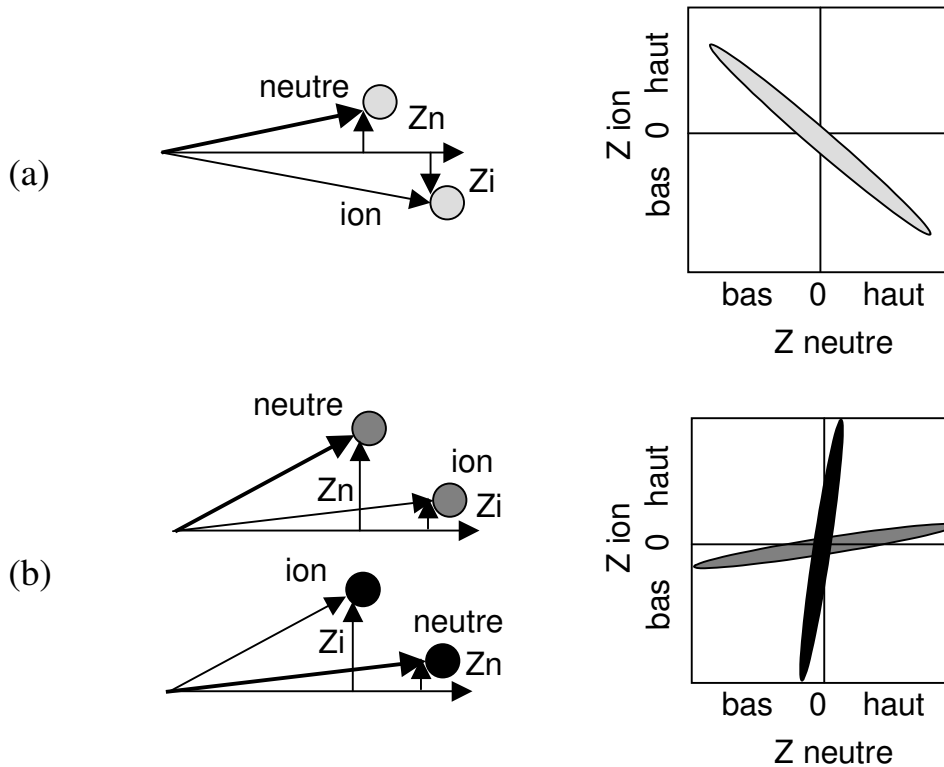 (a)
neutre
Zn
Zi
ion
Z ion
bas 0 haut
bas 0 haut
Z neutre
(b)
neutre
ion
Zn
Zi
ion
neutre
Zi
Zn
Z ion
bas 0 haut
bas 0 haut
Z neutre